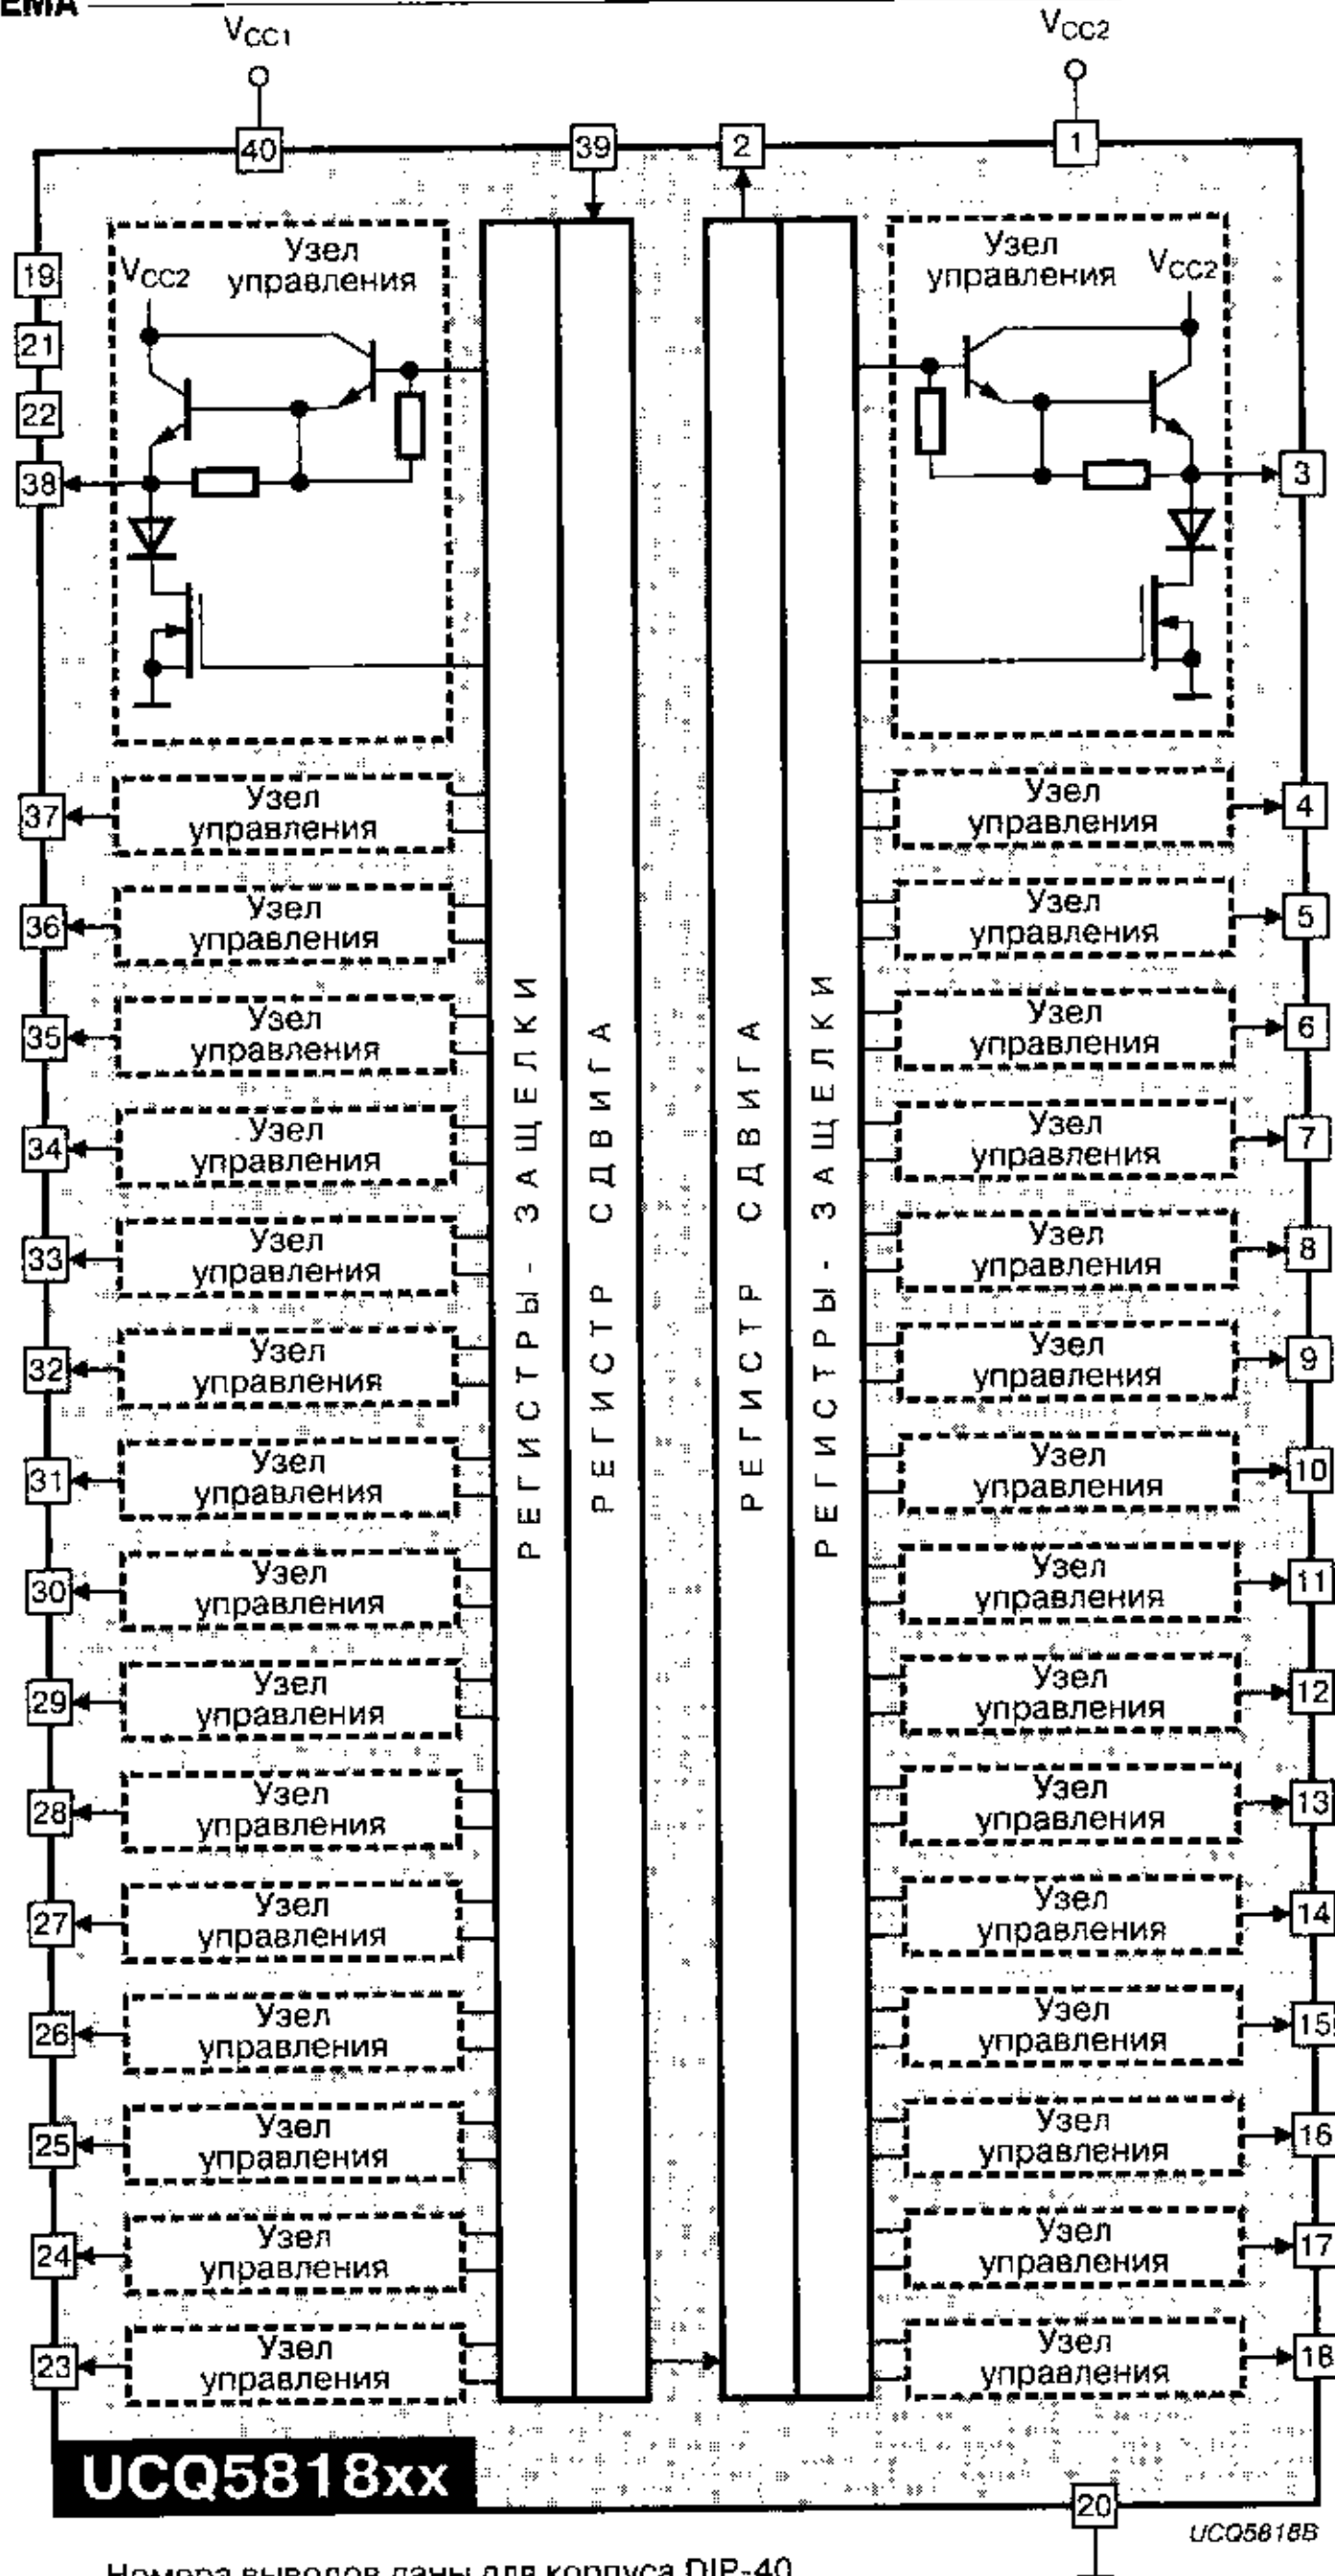 ЕМА
VCC1
VCC2
40
39
2
1
Узел
управления
VCC2
Узел
управления
VCC2
19
21
22
38
3
37
Узел
управления
Узел
управления
4
36
Узел
управления
Узел
управления
5
35
Узел
управления
Узел
управления
6
34
Узел
управления
Узел
управления
7
33
Узел
управления
Узел
управления
8
32
Узел
управления
Узел
управления
9
31
Узел
управления
Узел
управления
10
30
Узел
управления
Узел
управления
11
29
Узел
управления
Узел
управления
12
28
Узел
управления
Узел
управления
13
27
Узел
управления
Узел
управления
14
26
Узел
управления
Узел
управления
15
25
Узел
управления
Узел
управления
16
24
Узел
управления
Узел
управления
17
23
Узел
управления
Узел
управления
18
РЕГИСТРЫ-ЗАЩЕЛКИ
РЕГИСТР СДВИГА
РЕГИСТР СДВИГА
РЕГИСТРЫ-ЗАЩЕЛКИ
UCQ5818xx
20
UCQ5818B
Номера выводов даны для корпуса DIP-40